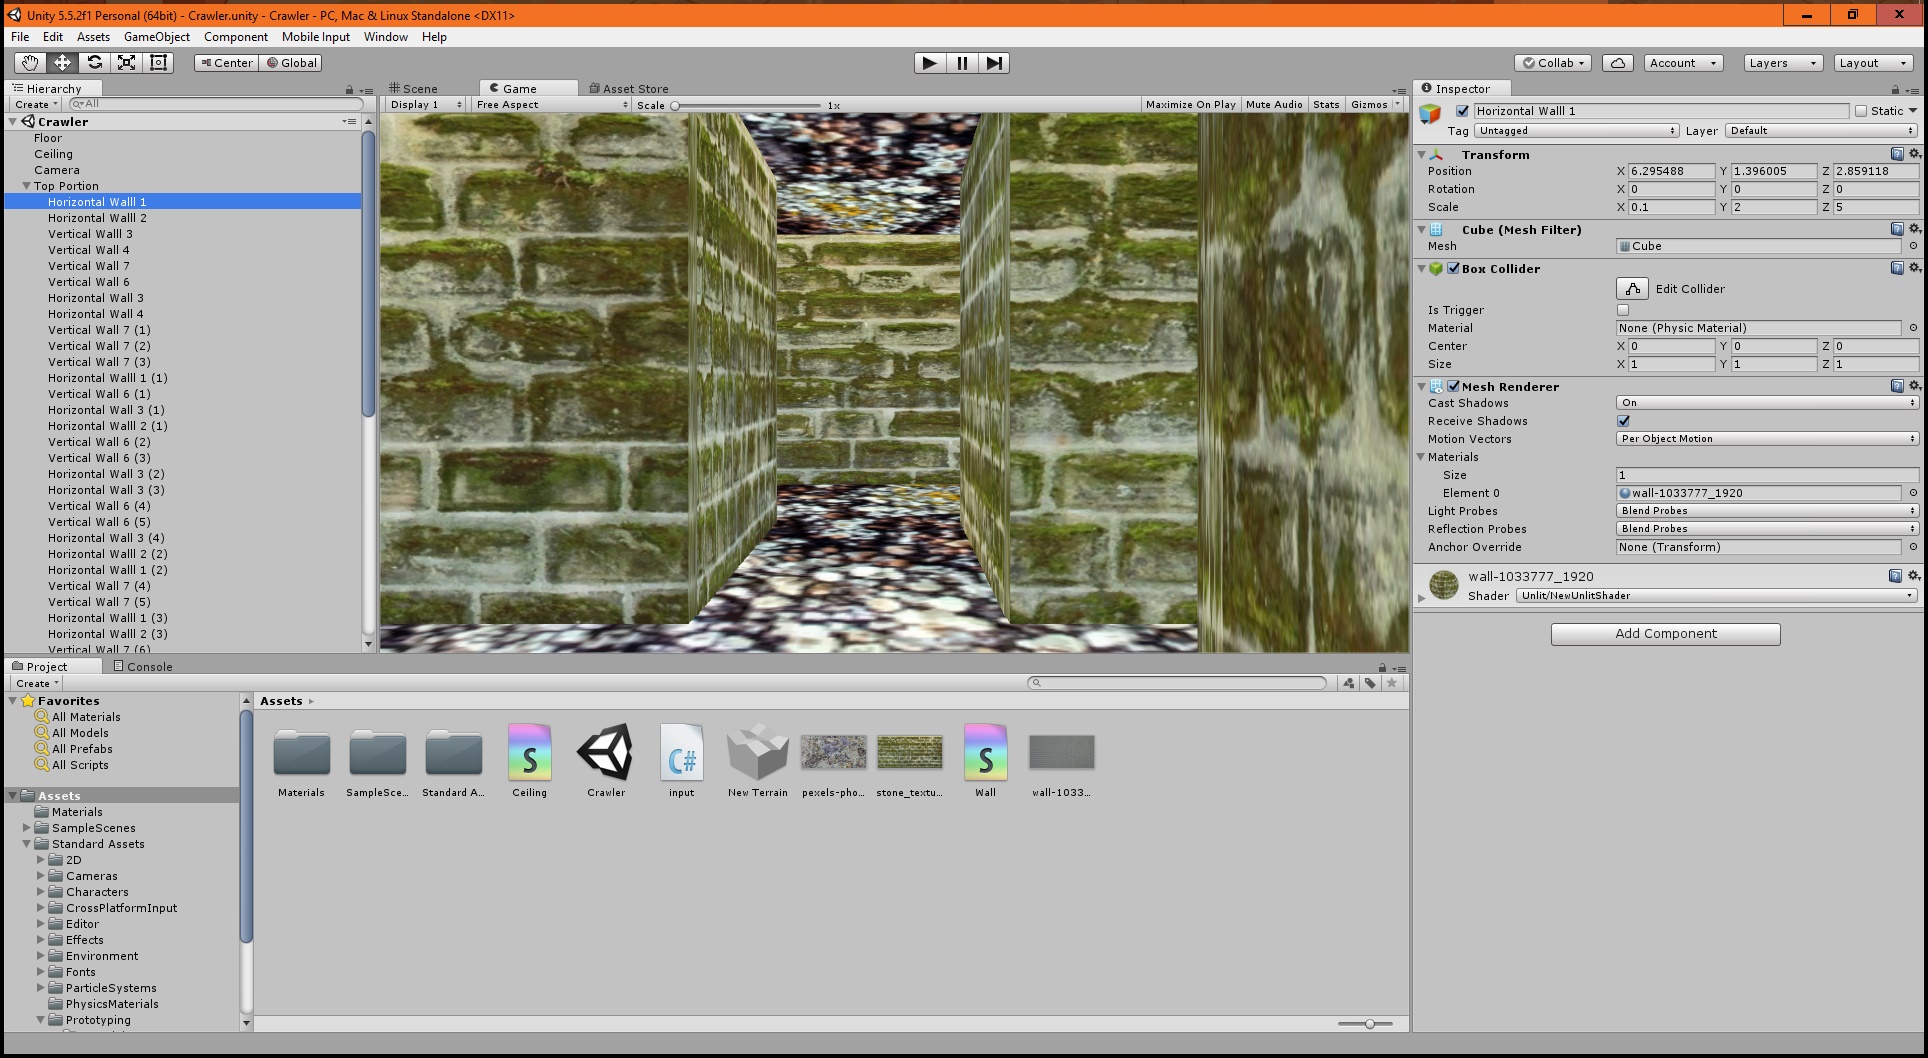 Unity 5.5.2f1 Personal (64bit) - Crawler.unity - Crawler - PC, Mac & Linux Standalone <DX11>
File Edit Assets GameObject Component Mobile Input Window Help
Center Global Collab Account Layers Layout
Hierarchy
Create All
Crawler
Floor
Ceiling
Camera
Top Portion
Horizontal Walll 1
Horizontal Walll 2
Vertical Walll 3
Vertical Wall 4
Vertical Wall 7
Vertical Wall 6
Horizontal Wall 3
Horizontal Wall 4
Vertical Wall 7 (1)
Vertical Wall 7 (2)
Vertical Wall 7 (3)
Horizontal Walll 1 (1)
Vertical Wall 6 (1)
Horizontal Wall 3 (1)
Horizontal Walll 2 (1)
Vertical Wall 6 (2)
Vertical Wall 6 (3)
Horizontal Wall 3 (2)
Horizontal Wall 3 (3)
Vertical Wall 6 (4)
Vertical Wall 6 (5)
Horizontal Wall 3 (4)
Horizontal Walll 2 (2)
Horizontal Walll 1 (2)
Vertical Wall 7 (4)
Vertical Wall 7 (5)
Horizontal Walll 1 (3)
Horizontal Walll 2 (3)
Vertical Wall 7 (6)
Scene Game Asset Store
Display 1 Free Aspect Scale 1x Maximize On Play Mute Audio Stats Gizmos
Inspector
Horizontal Walll 1 Static
Tag Untagged Layer Default
Transform
Position X 6.295488 Y 1.396005 Z 2.859118
Rotation X 0 Y 0 Z 0
Scale X 0.1 Y 2 Z 5
Cube (Mesh Filter)
Mesh Cube
Box Collider
Edit Collider
Is Trigger
Material None (Physic Material)
Center X 0 Y 0 Z 0
Size X 1 Y 1 Z 1
Mesh Renderer
Cast Shadows On
Receive Shadows
Motion Vectors Per Object Motion
Materials
Size 1
Element 0 wall-1033777_1920
Light Probes Blend Probes
Reflection Probes Blend Probes
Anchor Override None (Transform)
wall-1033777_1920
Shader Unlit/NewUnlitShader
Add Component
Project Console
Create
Favorites
All Materials
All Models
All Prefabs
All Scripts
Assets
Materials
SampleScenes
Standard Assets
2D
Cameras
Characters
CrossPlatformInput
Editor
Effects
Environment
Fonts
ParticleSystems
PhysicsMaterials
Prototyping
Assets
S C# S
Materials SampleSce... Standard A... Ceiling Crawler input New Terrain pexels-pho... stone_textu... Wall wall-1033...